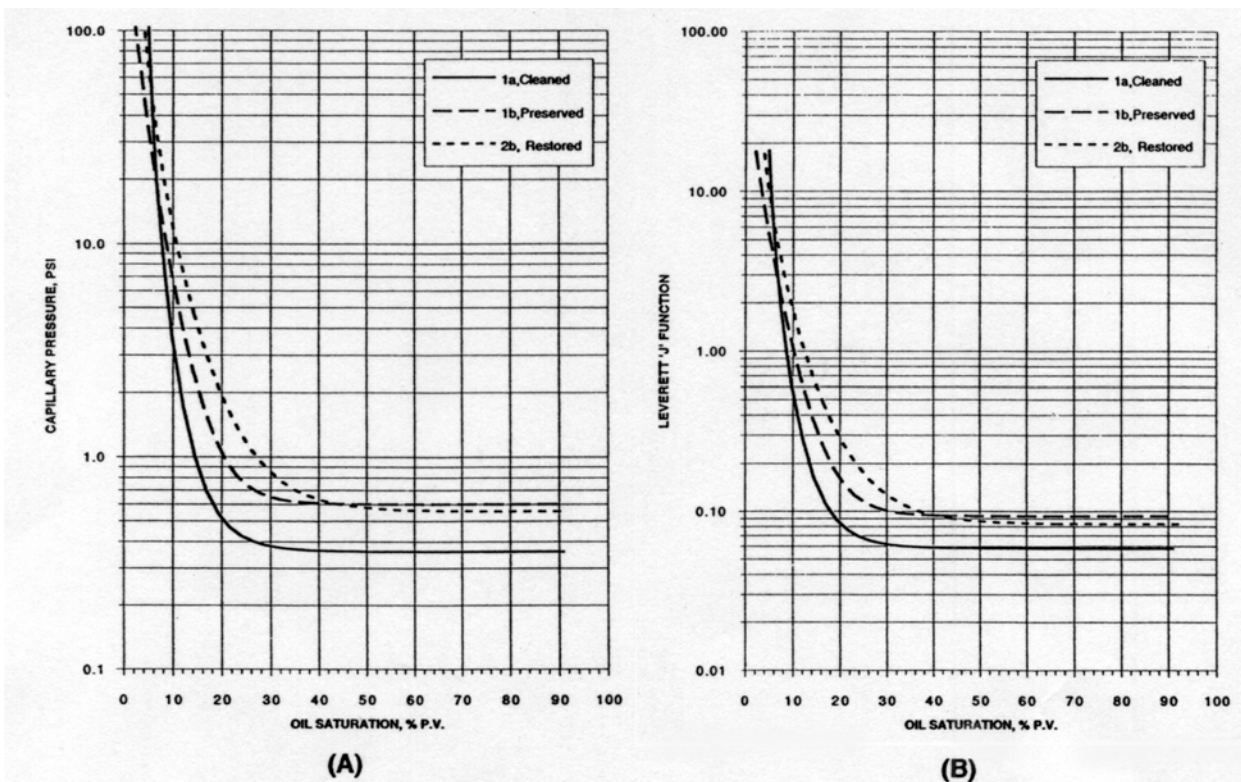 100.0
10.0
1.0
0.1
CAPILLARY PRESSURE, PSI
1a,Cleaned
1b,Preserved
2b, Restored
0 10 20 30 40 50 60 70 80 90 100
OIL SATURATION, % P.V.
(A)
100.00
10.00
1.00
0.10
0.01
LEVERETT 'J' FUNCTION
1a,Cleaned
1b,Preserved
2b, Restored
0 10 20 30 40 50 60 70 80 90 100
OIL SATURATION, % P.V.
(B)